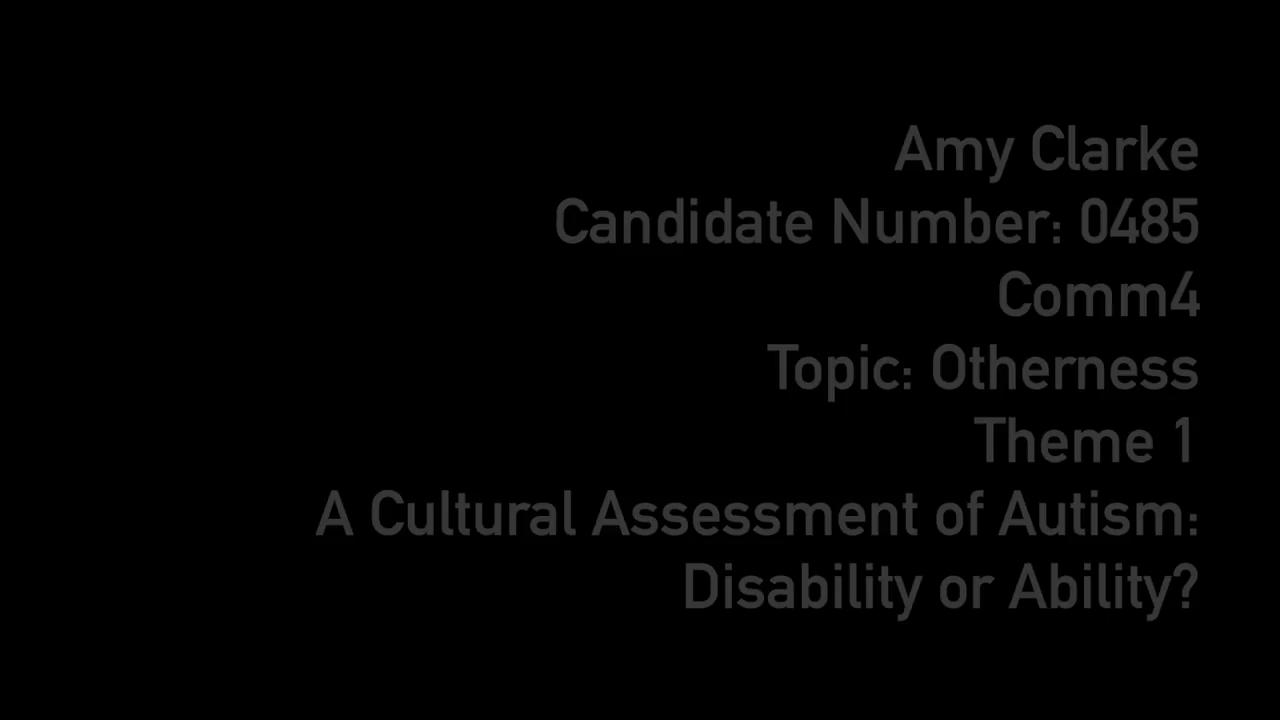 Amy Clarke
Candidate Number: 0485
Comm4
Topic: Otherness
Theme 1
A Cultural Assessment of Autism:
Disability or Ability?